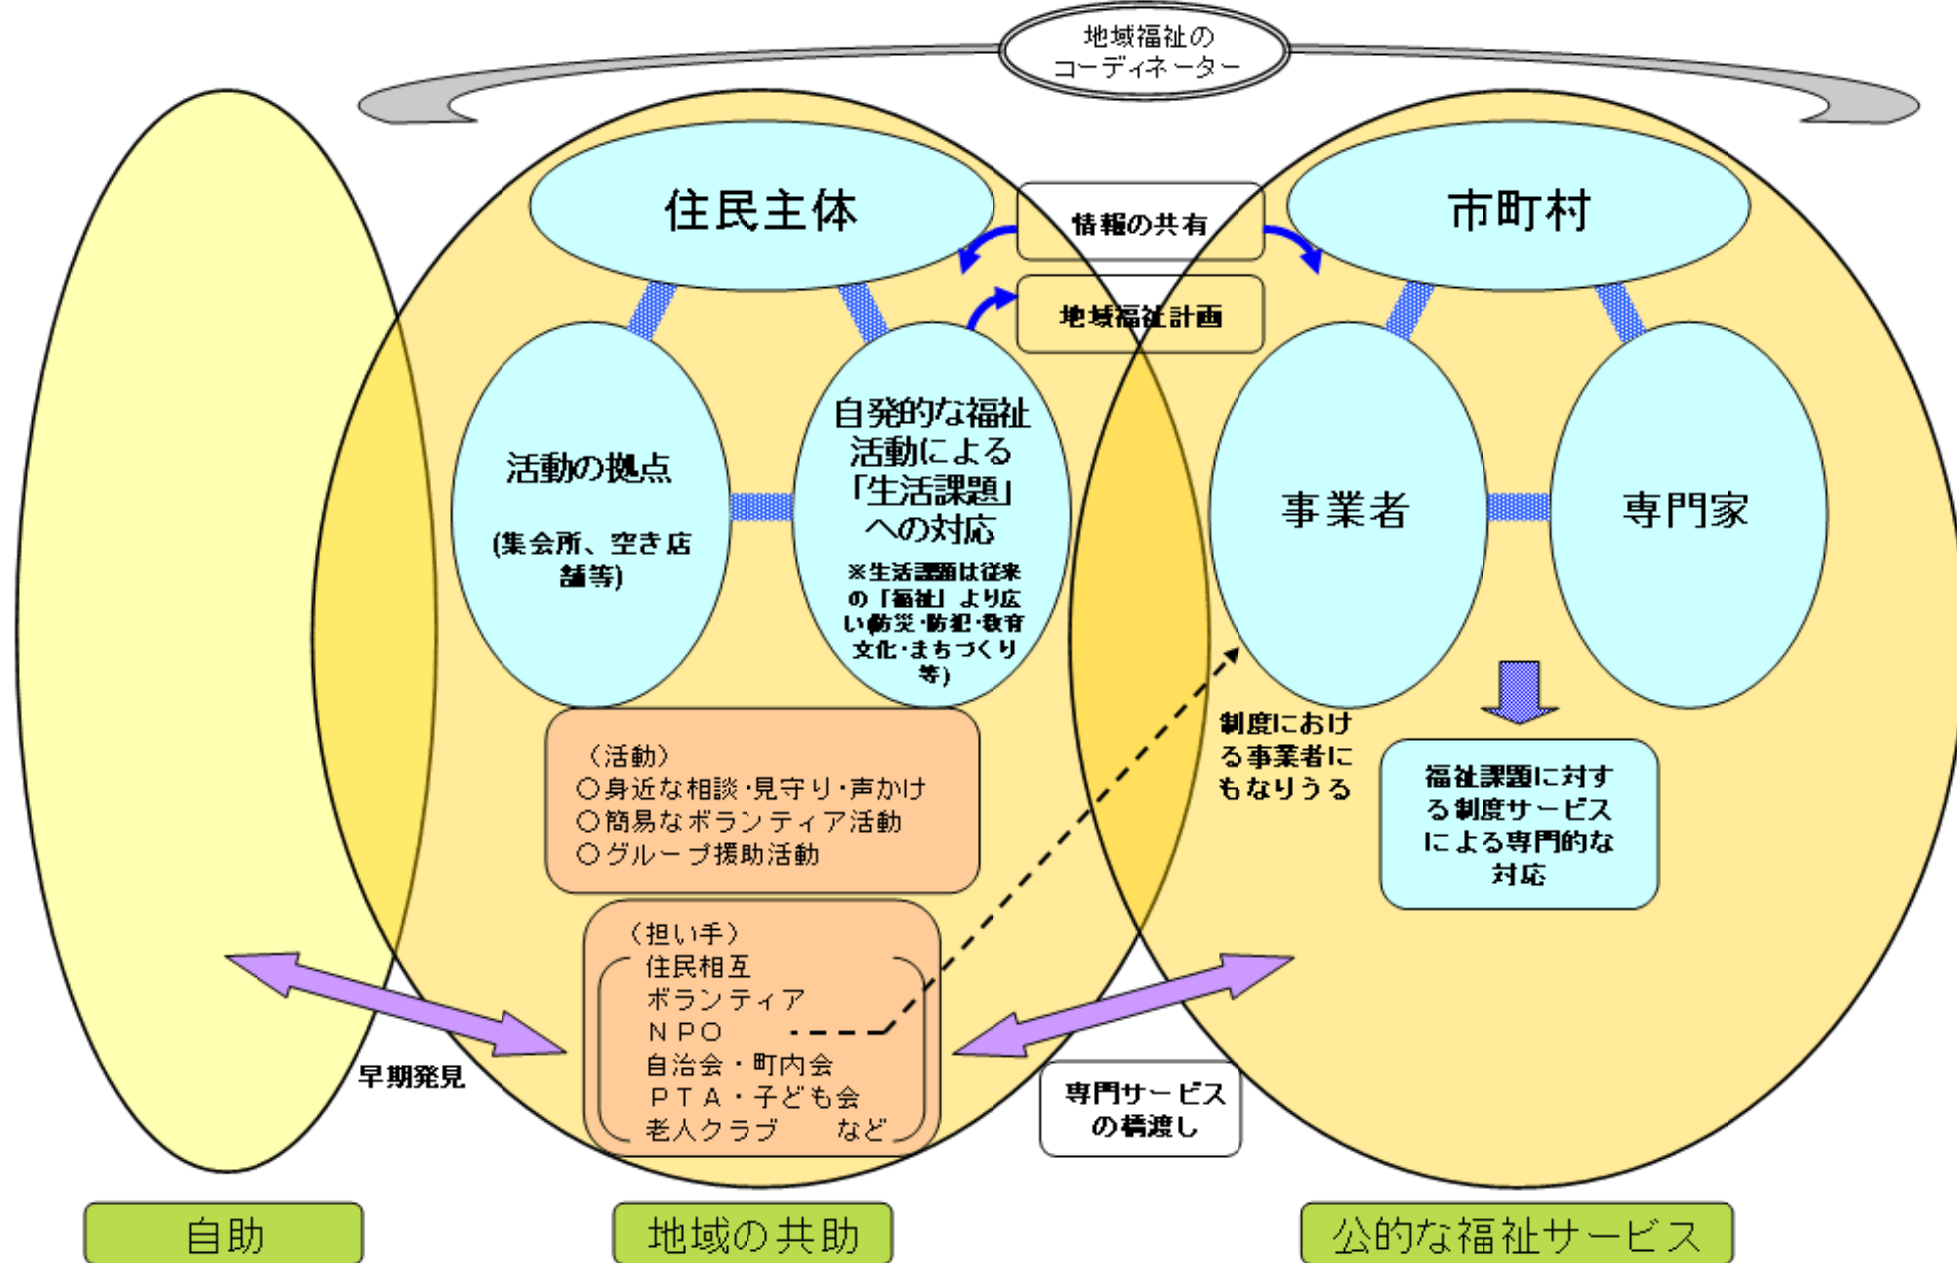 地域福祉の
コーディネーター
住民主体
情報の共有
市町村
地域福祉計画
活動の拠点
(集会所、空き店
舗等)
自発的な福祉
活動による
「生活課題」
への対応
※生活課題は従来
の「福祉」より広
い(防災・防犯・教育
文化・まちづくり
等)
事業者
専門家
制度におけ
る事業者に
もなりうる
福祉課題に対す
る制度サービス
による専門的な
対応
（活動）
○身近な相談・見守り・声かけ
○簡易なボランティア活動
○グループ援助活動
（担い手）
住民相互
ボランティア
ＮＰＯ
自治会・町内会
ＰＴＡ・子ども会
老人クラブ　　など
早期発見
専門サービス
の橋渡し
自助
地域の共助
公的な福祉サービス